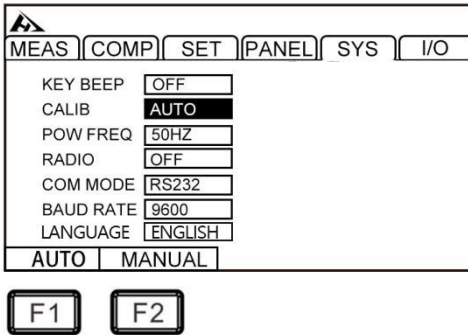 MEAS COMP SET PANEL SYS I/O
KEY BEEP OFF
CALIB AUTO
POW FREQ 50HZ
RADIO OFF
COM MODE RS232
BAUD RATE 9600
LANGUAGE ENGLISH
AUTO MANUAL
F1 F2